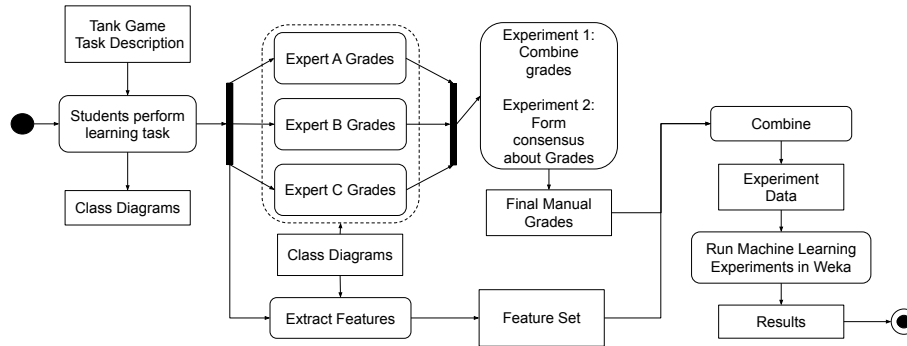 Tank Game
Task Description
Students perform
learning task
Class Diagrams
Expert A Grades
Expert B Grades
Expert C Grades
Class Diagrams
Extract Features
Experiment 1:
Combine
grades
Experiment 2:
Form
consensus
about Grades
Final Manual
Grades
Feature Set
Combine
Experiment
Data
Run Machine Learning
Experiments in Weka
Results